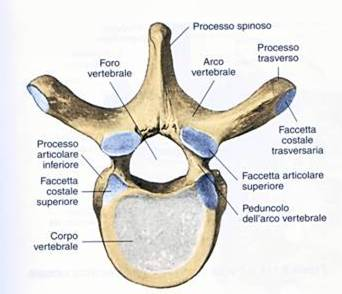 Processo spinoso
Foro
vertebrale
Arco
vertebrale
Processo
trasverso
Faccetta
costale
trasversaria
Processo
articolare
inferiore
Faccetta articolare
superiore
Faccetta
costale
superiore
Peduncolo
dell'arco vertebrale
Corpo
vertebrale